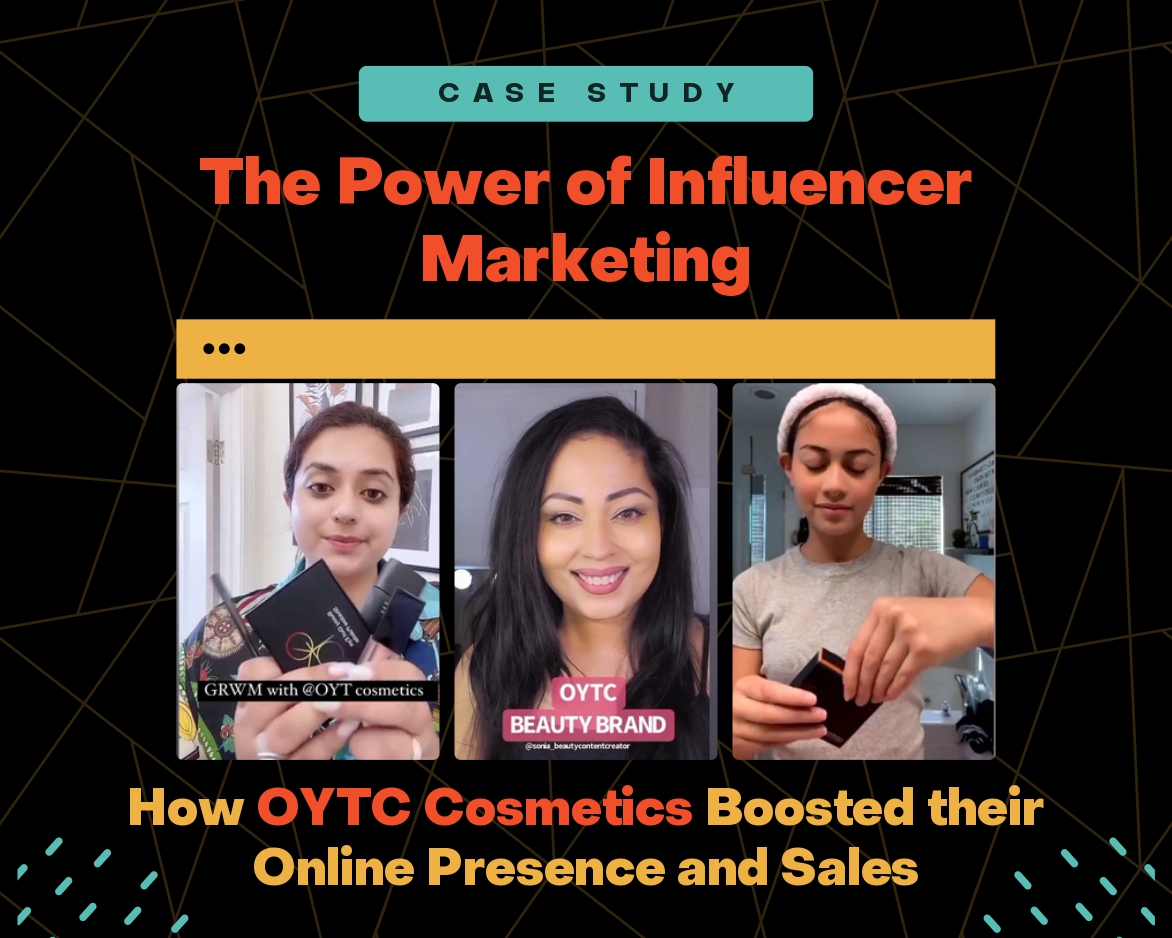 CASE STUDY
The Power of Influencer
Marketing
GRWM with @OYT cosmetics
OYTC
BEAUTY BRAND
@sonia_beautycontentcreator
How OYTC Cosmetics Boosted their
Online Presence and Sales